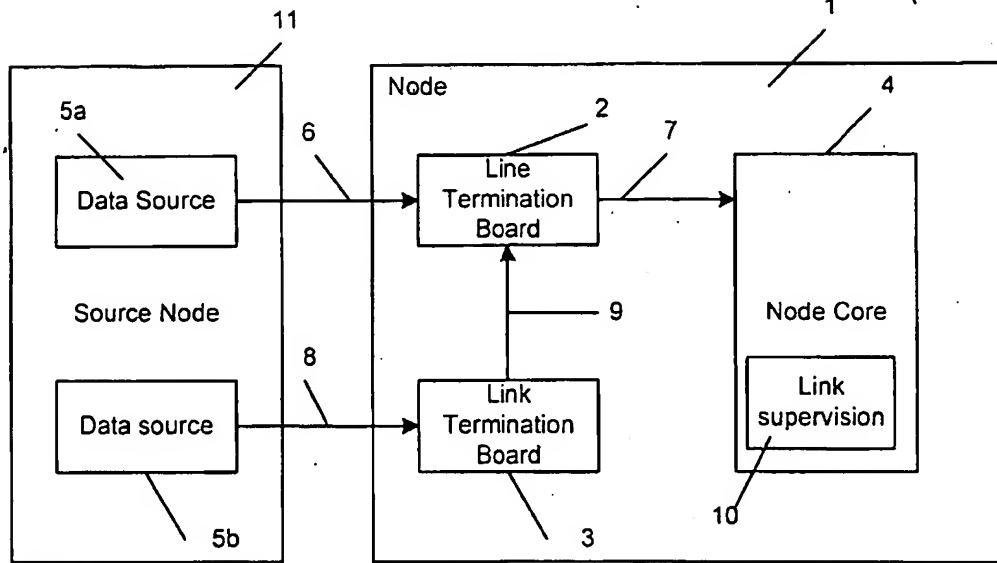 11
1
Node
5a
6
2
7
4
Data Source
Line
Termination
Board
Source Node
9
Node Core
8
Data source
Link
Termination
Board
Link
supervision
5b
3
10